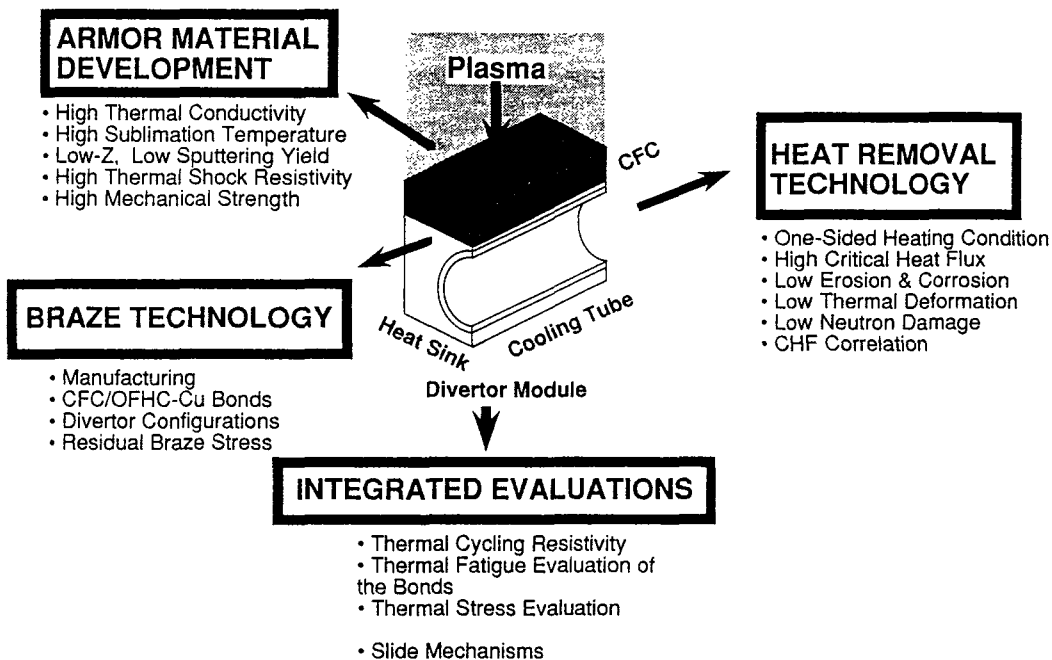 ARMOR MATERIAL
DEVELOPMENT
• High Thermal Conductivity
• High Sublimation Temperature
• Low-Z, Low Sputtering Yield
• High Thermal Shock Resistivity
• High Mechanical Strength
Plasma
CFC
HEAT REMOVAL
TECHNOLOGY
• One-Sided Heating Condition
• High Critical Heat Flux
• Low Erosion & Corrosion
• Low Thermal Deformation
• Low Neutron Damage
• CHF Correlation
BRAZE TECHNOLOGY
• Manufacturing
• CFC/OFHC-Cu Bonds
• Divertor Configurations
• Residual Braze Stress
Heat Sink
Cooling Tube
Divertor Module
INTEGRATED EVALUATIONS
• Thermal Cycling Resistivity
• Thermal Fatigue Evaluation of
the Bonds
• Thermal Stress Evaluation
• Slide Mechanisms